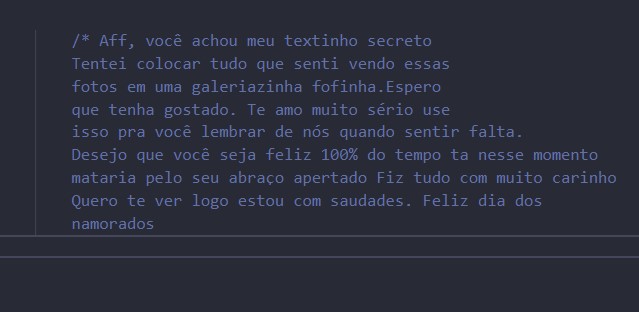 /* Aff, você achou meu textinho secreto
Tentei colocar tudo que senti vendo essas
fotos em uma galeriazinha fofinha.Espero
que tenha gostado. Te amo muito sério use
isso pra você lembrar de nós quando sentir falta.
Desejo que você seja feliz 100% do tempo ta nesse momento
mataria pelo seu abraço apertado Fiz tudo com muito carinho
Quero te ver logo estou com saudades. Feliz dia dos
namorados